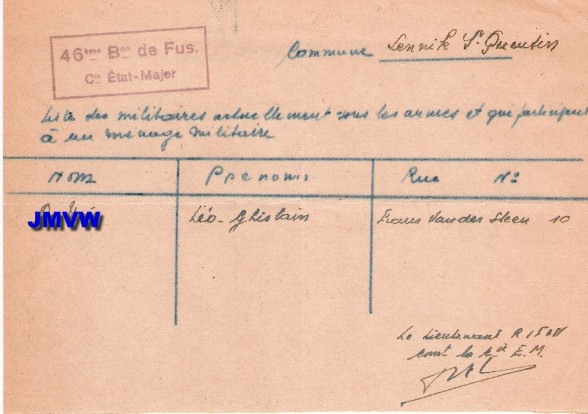 46ème Bon de Fus.
Cie État-Major
Commune Lennik St Quentin
Liste des militaires actuellement sous les armes et qui participent
à un ménage militaire
Nom Prénoms Rue No
JMVW Léo-Ghislain Frans Vander Steen 10
Le Lieutenant
comt la Cie E.M.